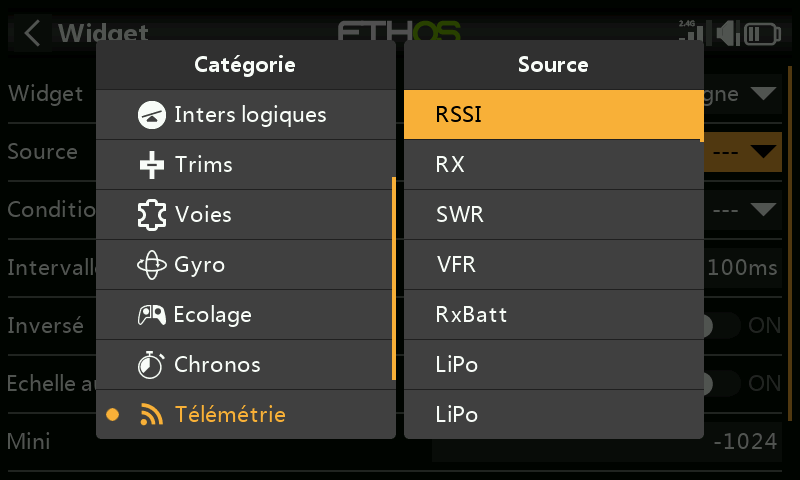 Widget
ETHOS
2.4G
Catégorie
Inters logiques
Trims
Voies
Gyro
Ecolage
Chronos
Télémétrie
Source
RSSI
RX
SWR
VFR
RxBatt
LiPo
LiPo
Widget
gne
Source
---
Conditio
---
Intervall
100ms
Inversé
ON
Echelle au
ON
Mini
-1024